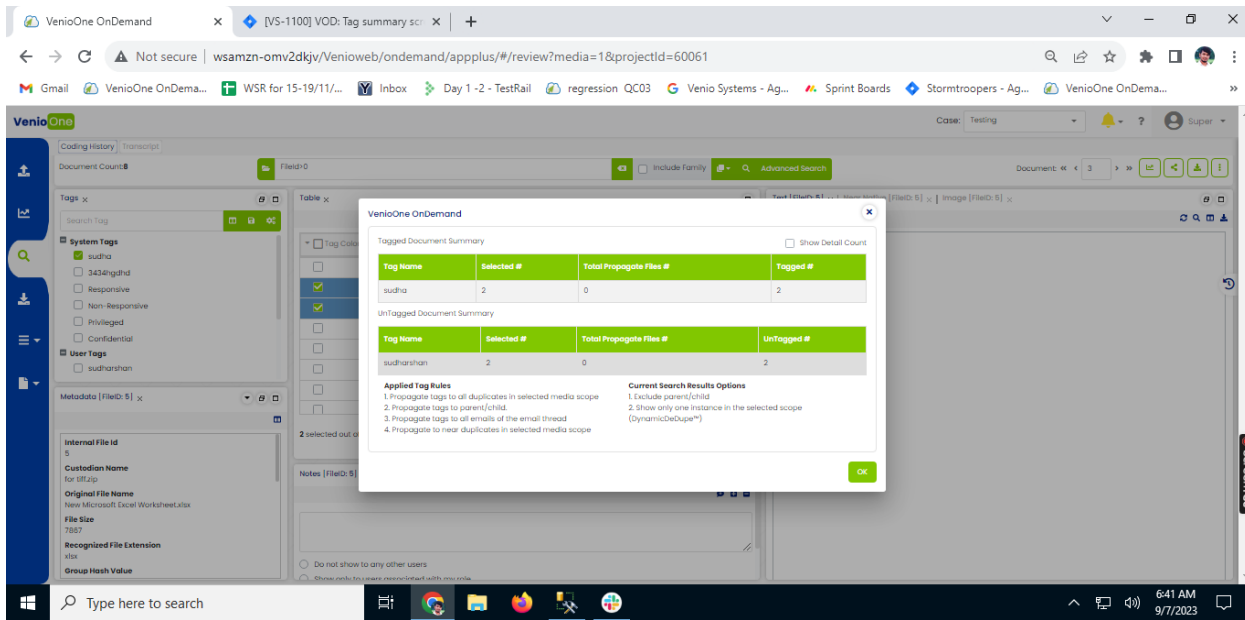 VenioOne OnDemand
[VS-1100] VOD: Tag summary scr
Not secure
wsamzn-omv2dkjv/Venioweb/ondemand/appplus/#/review?media=1&projectId=60061
Gmail
VenioOne OnDema...
WSR for 15-19/11/...
Inbox
Day 1 -2 - TestRail
regression QC03
Venio Systems - Ag...
Sprint Boards
Stormtroopers - Ag...
VenioOne OnDema...
»
VenioOne
Case:
Testing
?
Super
Coding History
Transcript
Document Count:8
FileId>0
Include Family
Advanced Search
Document:
3
Tags
Search Tag
System Tags
sudha
3434hgdhd
Responsive
Non-Responsive
Privileged
Confidential
User Tags
sudharshan
Metadata [FileID: 5]
Internal File Id
5
Custodian Name
for tiff.zip
Original File Name
New Microsoft Excel Worksheet.xlsx
File Size
7867
Recognized File Extension
xlsx
Group Hash Value
Table
Tag Colo
2 selected out o
Notes [FileID: 5]
Do not show to any other users
Show only to users associated with my role
[FileID: 5]
Image [FileID: 5]
VenioOne OnDemand
Tagged Document Summary
Show Detail Count
Tag Name
Selected #
Total Propagate Files #
Tagged #
sudha
2
0
2
UnTagged Document Summary
Tag Name
Selected #
Total Propagate Files #
UnTagged #
sudharshan
2
0
2
Applied Tag Rules
1. Propagate tags to all duplicates in selected media scope
2. Propagate tags to parent/child.
3. Propagate tags to all emails of the email thread
4. Propagate to near duplicates in selected media scope
Current Search Results Options
1. Exclude parent/child
2. Show only one instance in the selected scope
(DynamicDeDupe™)
OK
Type here to search
6:41 AM
9/7/2023